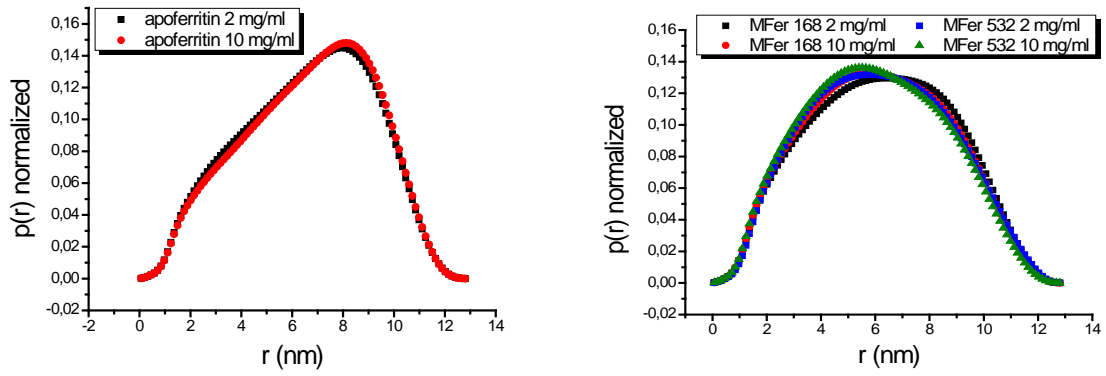 apoferritin 2 mg/ml
apoferritin 10 mg/ml
0,16
0,14
0,12
0,10
0,08
0,06
0,04
0,02
0,00
-0,02
p(r) normalized
-2 0 2 4 6 8 10 12 14
r (nm)
MFer 168 2 mg/ml MFer 532 2 mg/ml
MFer 168 10 mg/ml MFer 532 10 mg/ml
0,16
0,14
0,12
0,10
0,08
0,06
0,04
0,02
0,00
-0,02
p(r) normalized
0 2 4 6 8 10 12 14
r (nm)